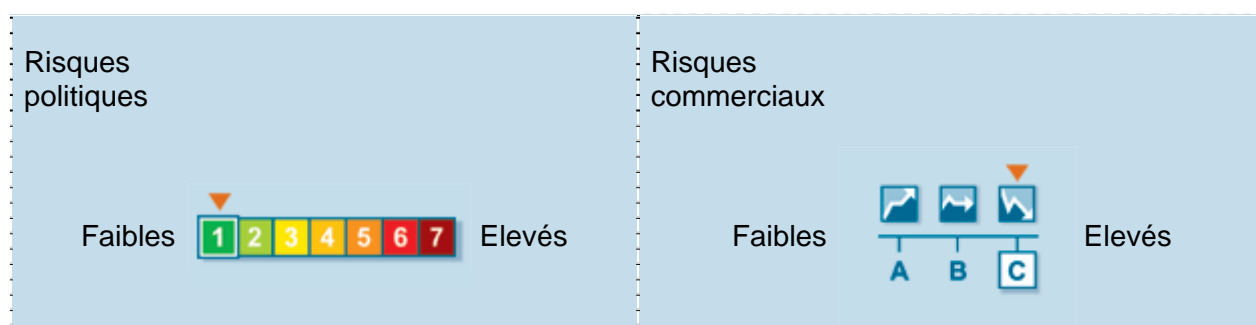 Risques
politiques
Faibles 1 2 3 4 5 6 7 Elevés
Risques
commerciaux
Faibles Elevés
A B C